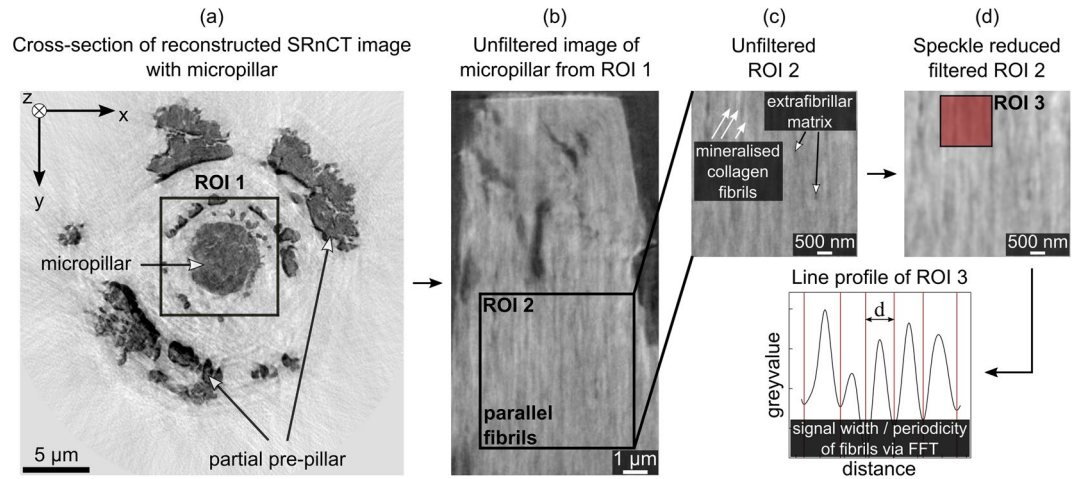 (a)
Cross-section of reconstructed SRnCT image
with micropillar
z
x
y
ROI 1
micropillar
partial pre-pillar
5 µm
(b)
Unfiltered image of
micropillar from ROI 1
ROI 2
parallel
fibrils
1 µm
(c)
Unfiltered
ROI 2
extrafibrillar
matrix
mineralised
collagen
fibrils
500 nm
(d)
Speckle reduced
filtered ROI 2
ROI 3
500 nm
Line profile of ROI 3
d
greyvalue
signal width / periodicity
of fibrils via FFT
distance